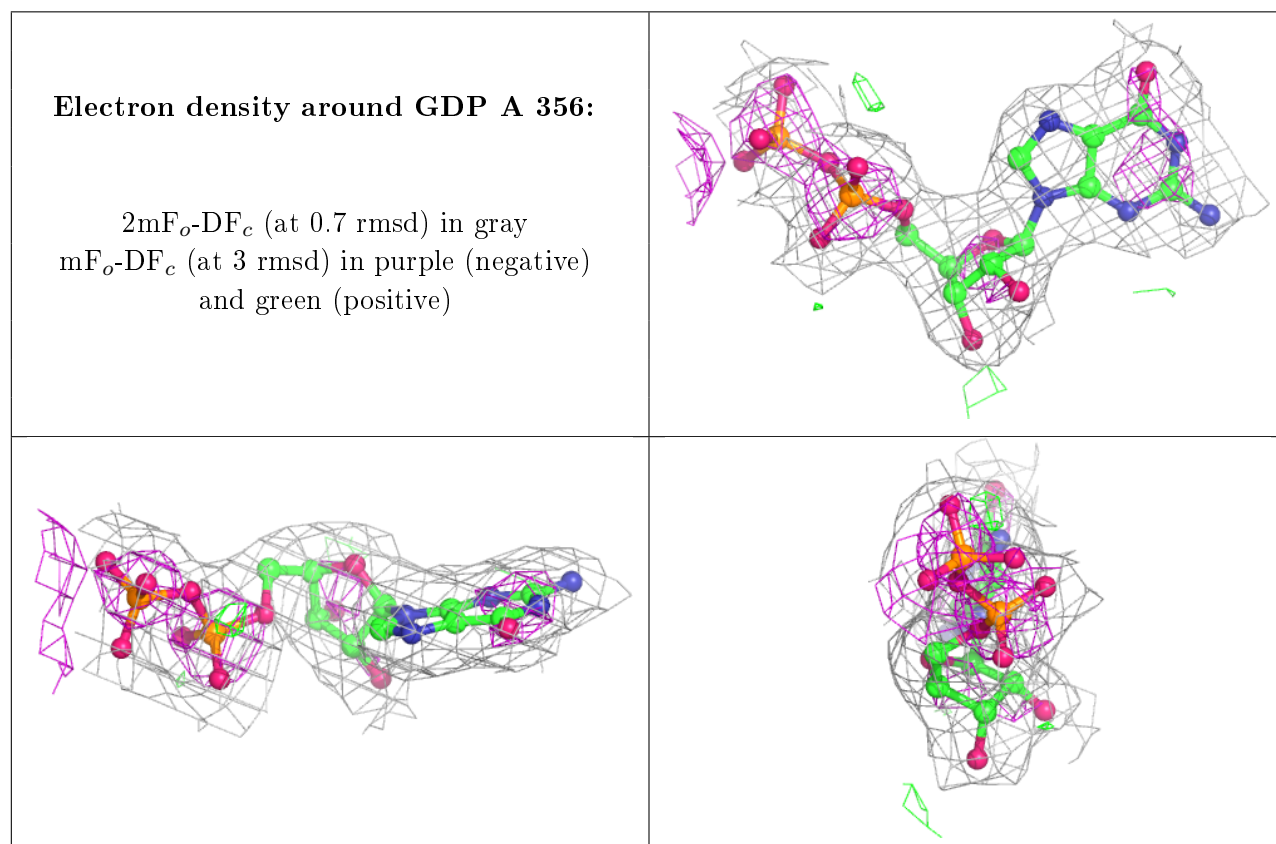 Electron density around GDP A 356:
2mFo-DFc (at 0.7 rmsd) in gray
mFo-DFc (at 3 rmsd) in purple (negative)
and green (positive)